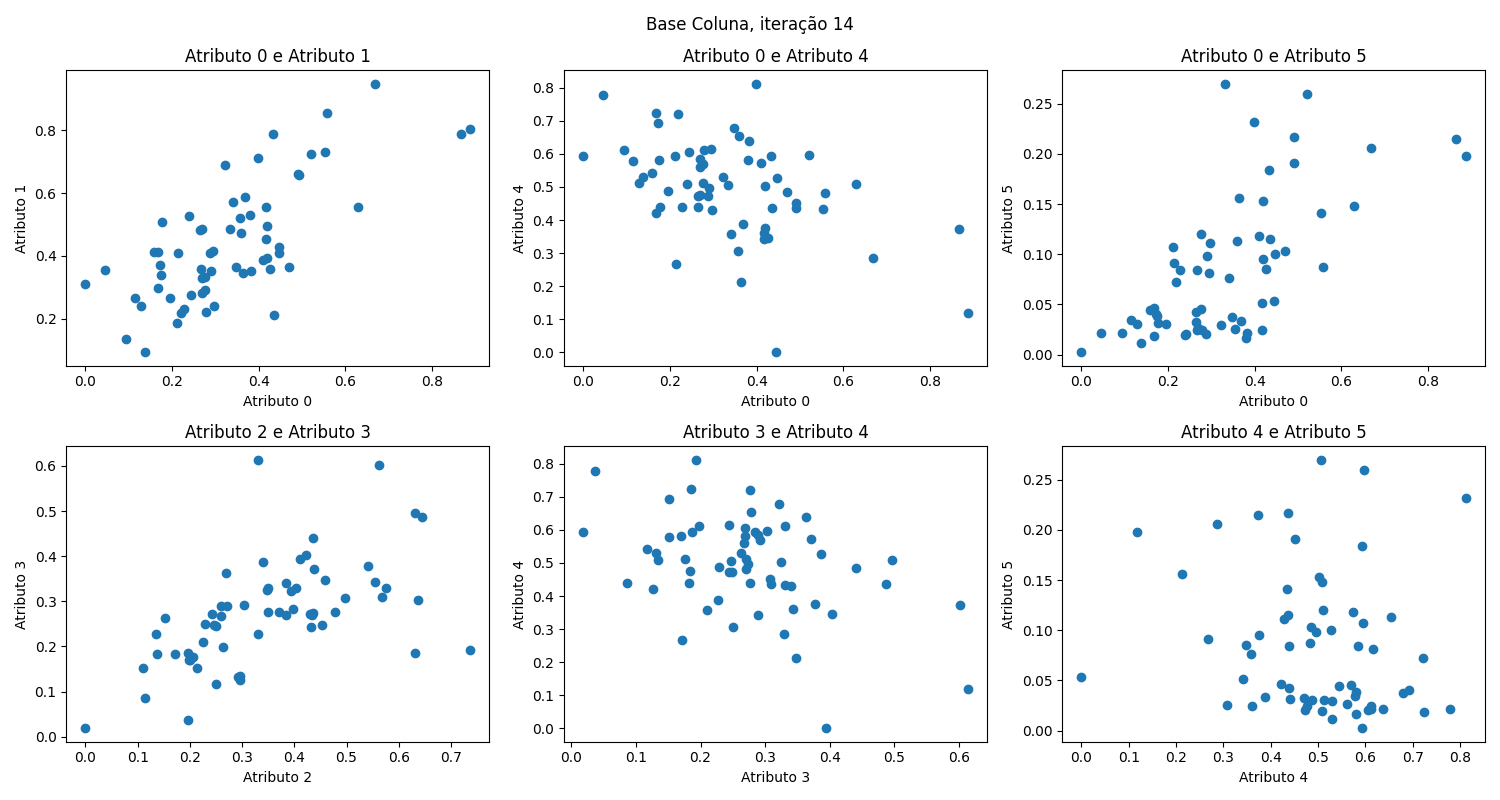 Base Coluna, iteração 14
Atributo 0 e Atributo 1
Atributo 1
0.8
0.6
0.4
0.2
0.0 0.2 0.4 0.6 0.8
Atributo 0
Atributo 0 e Atributo 4
Atributo 4
0.8
0.7
0.6
0.5
0.4
0.3
0.2
0.1
0.0
0.0 0.2 0.4 0.6 0.8
Atributo 0
Atributo 0 e Atributo 5
Atributo 5
0.25
0.20
0.15
0.10
0.05
0.00
0.0 0.2 0.4 0.6 0.8
Atributo 0
Atributo 2 e Atributo 3
Atributo 3
0.6
0.5
0.4
0.3
0.2
0.1
0.0
0.0 0.1 0.2 0.3 0.4 0.5 0.6 0.7
Atributo 2
Atributo 3 e Atributo 4
Atributo 4
0.8
0.7
0.6
0.5
0.4
0.3
0.2
0.1
0.0
0.0 0.1 0.2 0.3 0.4 0.5 0.6
Atributo 3
Atributo 4 e Atributo 5
Atributo 5
0.25
0.20
0.15
0.10
0.05
0.00
0.0 0.1 0.2 0.3 0.4 0.5 0.6 0.7 0.8
Atributo 4